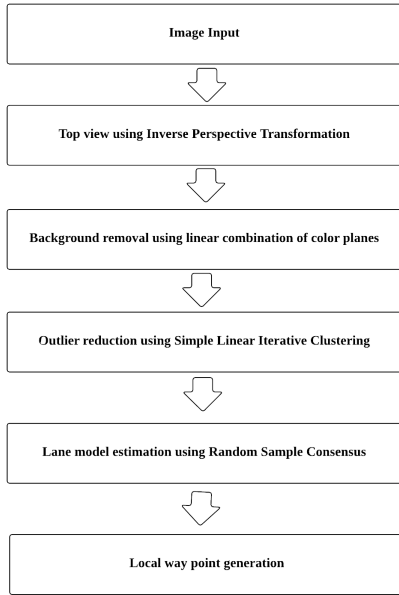 Image Input
Top view using Inverse Perspective Transformation
Background removal using linear combination of color planes
Outlier reduction using Simple Linear Iterative Clustering
Lane model estimation using Random Sample Consensus
Local way point generation